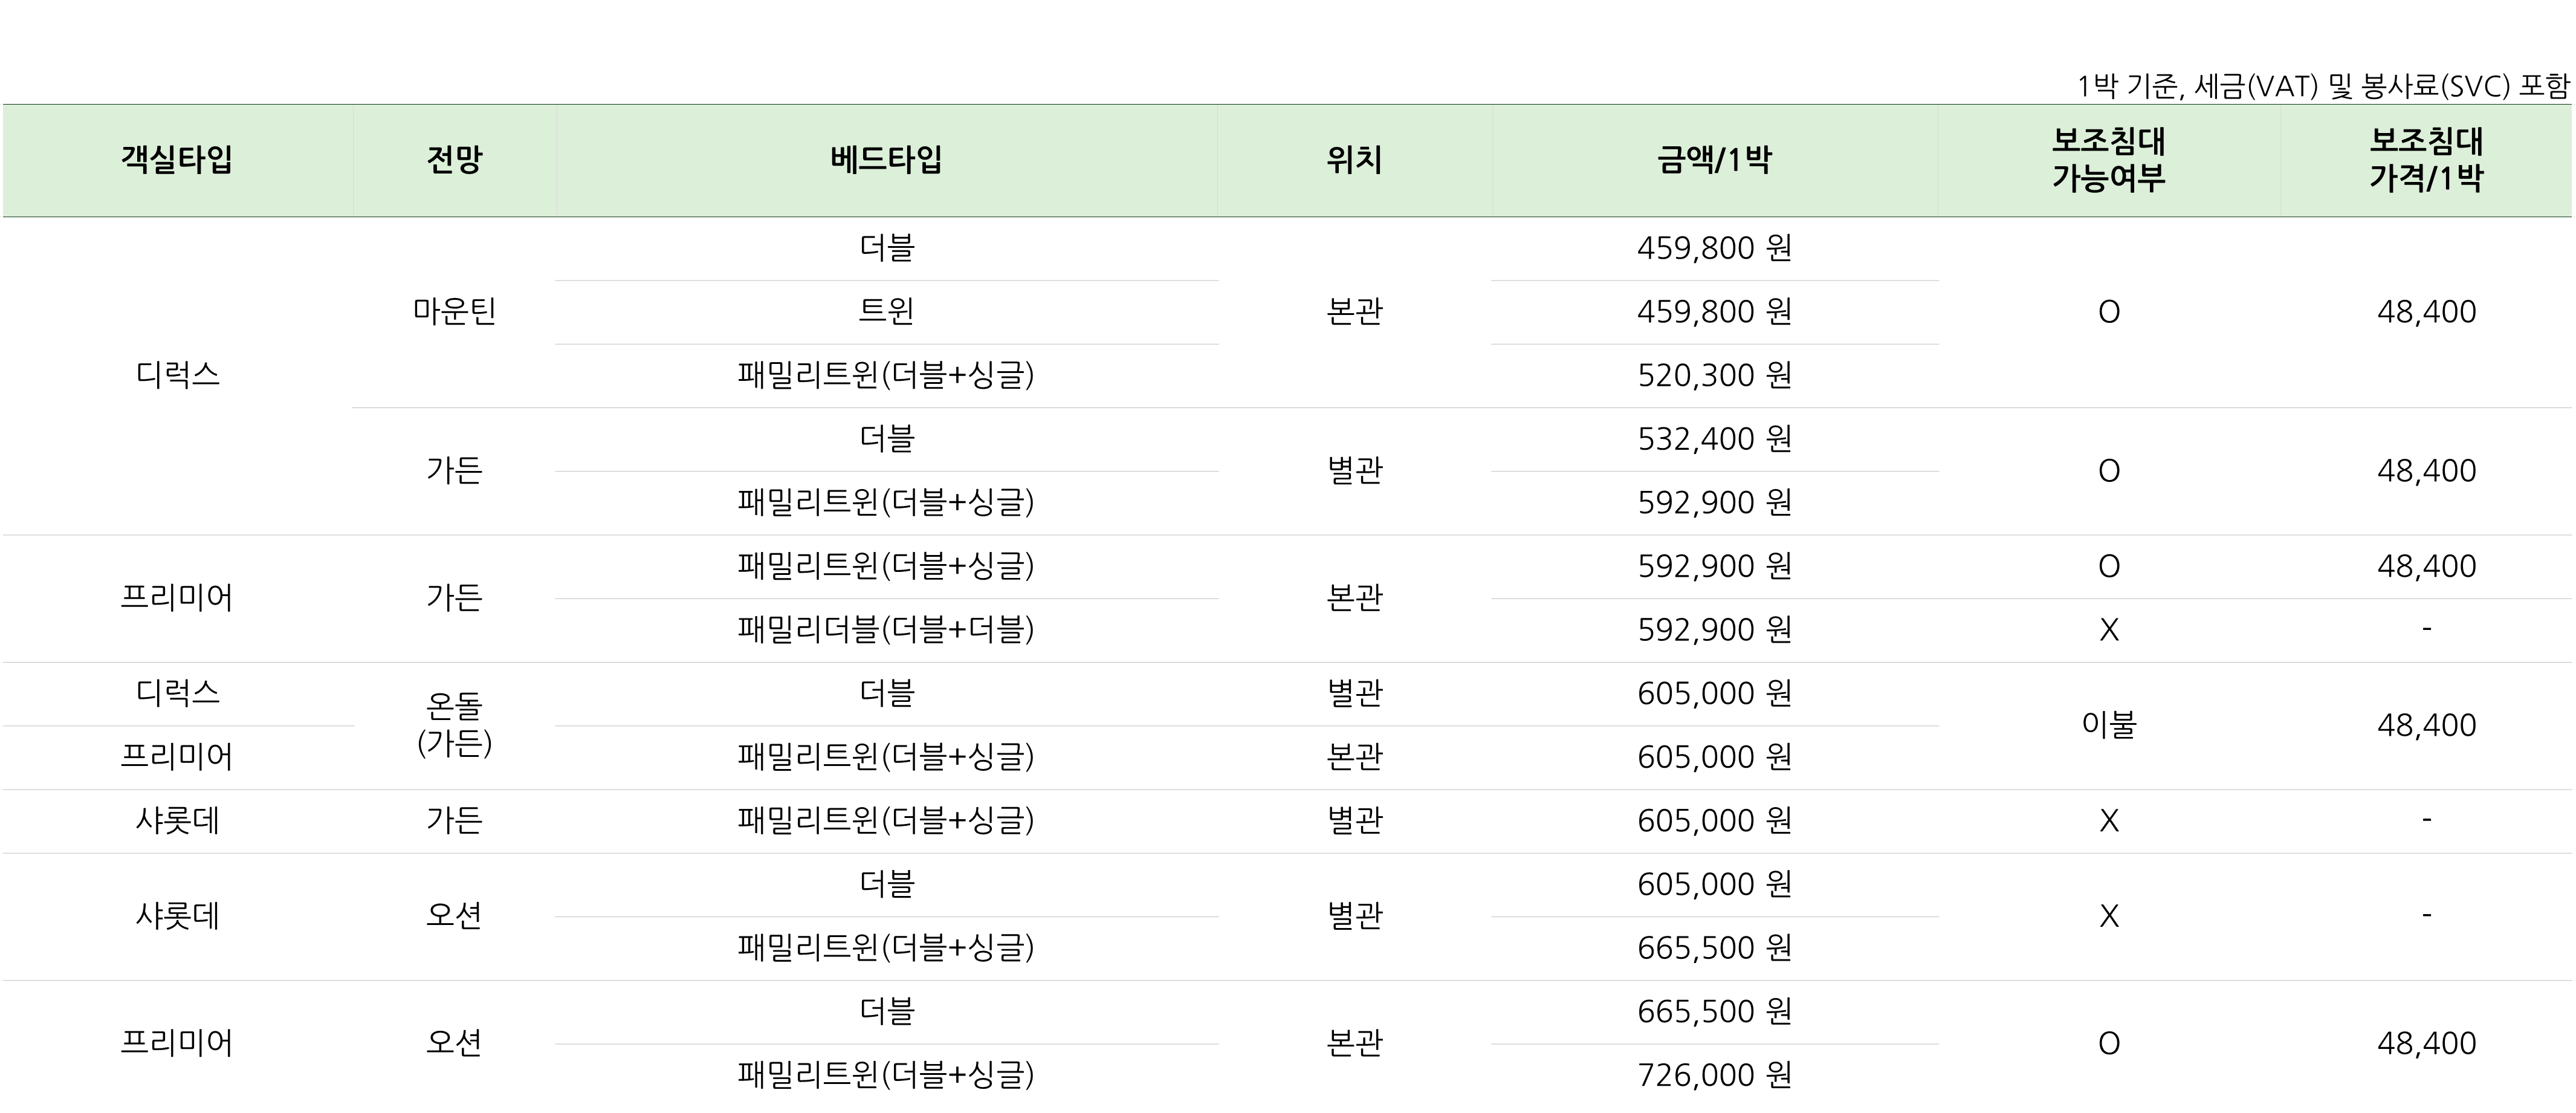 1박 기준, 세금(VAT) 및 봉사료(SVC) 포함
객실타입 전망 베드타입 위치 금액/1박 보조침대 가능여부 보조침대 가격/1박
디럭스 마운틴 더블 본관 459,800 원 O 48,400
트윈 459,800 원
패밀리트윈(더블+싱글) 520,300 원
가든 더블 별관 532,400 원 O 48,400
패밀리트윈(더블+싱글) 592,900 원
프리미어 가든 패밀리트윈(더블+싱글) 본관 592,900 원 O 48,400
패밀리더블(더블+더블) 592,900 원 X -
디럭스 온돌 (가든) 더블 별관 605,000 원 이불 48,400
프리미어 패밀리트윈(더블+싱글) 본관 605,000 원
샤롯데 가든 패밀리트윈(더블+싱글) 별관 605,000 원 X -
샤롯데 오션 더블 별관 605,000 원 X -
패밀리트윈(더블+싱글) 665,500 원
프리미어 오션 더블 본관 665,500 원 O 48,400
패밀리트윈(더블+싱글) 726,000 원